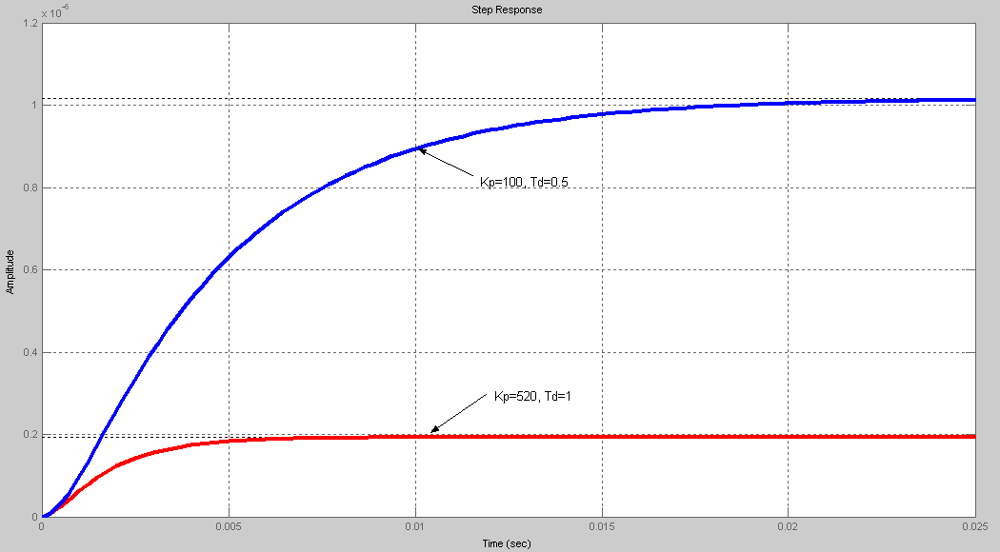 Step Response
x 10^-6
1.2
1
0.8
0.6
0.4
0.2
0
Amplitude
Kp=100, Td=0.5
Kp=520, Td=1
0 0.005 0.01 0.015 0.02 0.025
Time (sec)